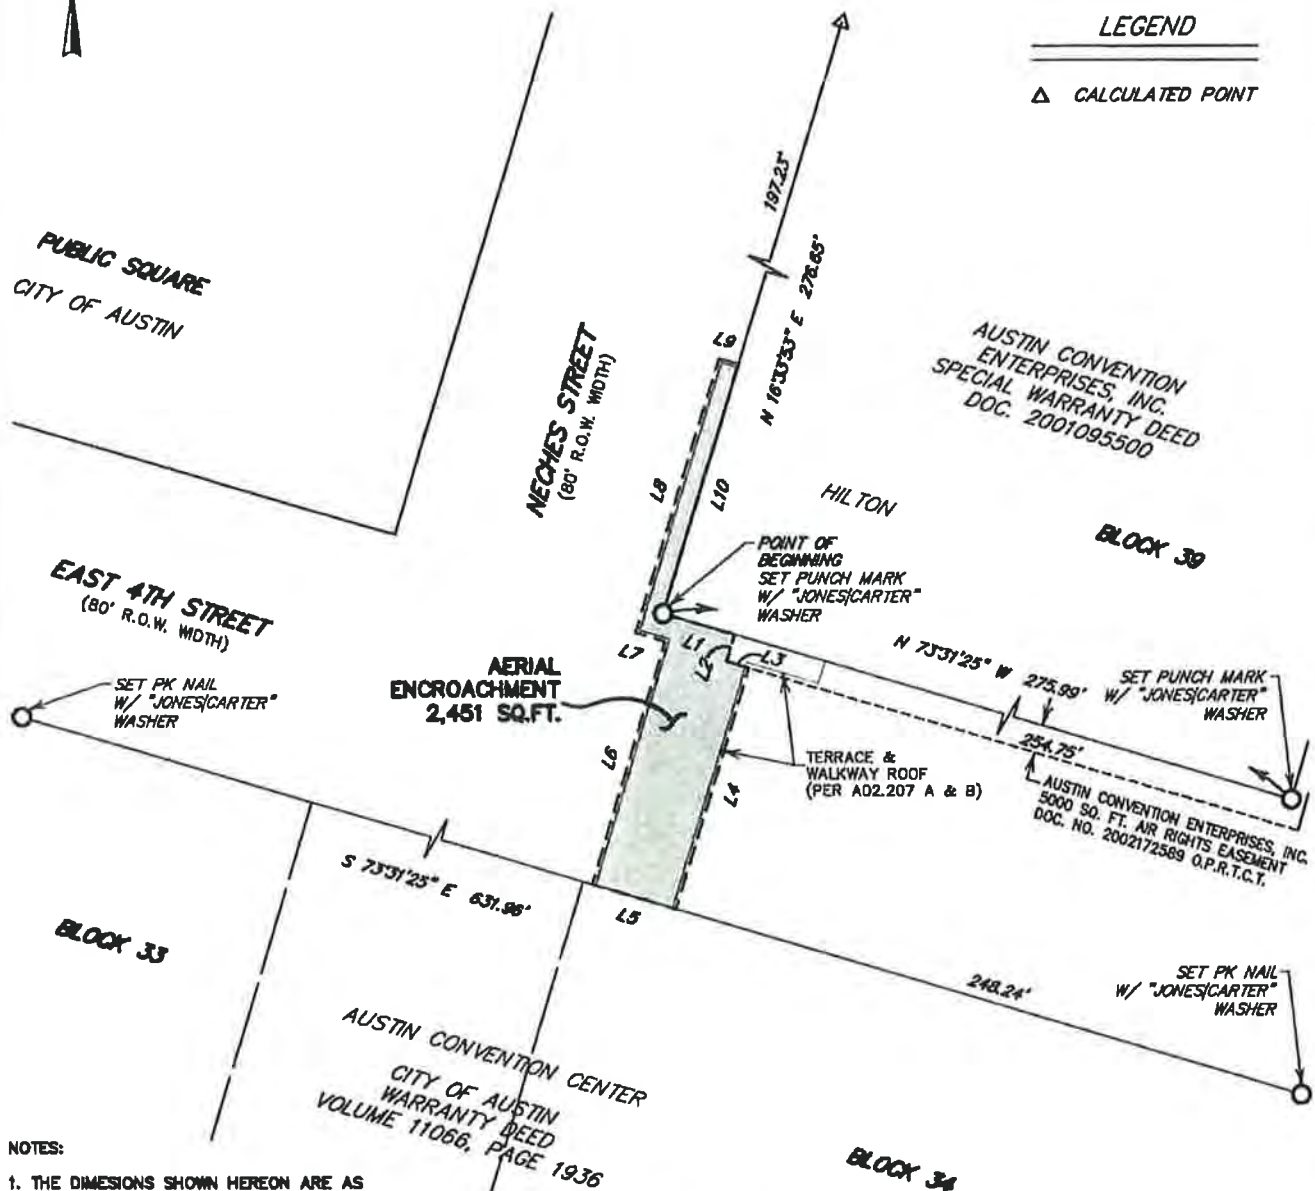 LEGEND
△ CALCULATED POINT
197.23'
N 16°33'53" E 276.65'
PUBLIC SQUARE
CITY OF AUSTIN
NECHES STREET
(80' R.O.W. WIDTH)
AUSTIN CONVENTION
ENTERPRISES, INC.
SPECIAL WARRANTY DEED
DOC. 2001095500
L9
L8
L10
HILTON
BLOCK 39
POINT OF
BEGINNING
SET PUNCH MARK
W/ "JONES|CARTER"
WASHER
EAST 4TH STREET
(80' R.O.W. WIDTH)
L7
L1
L2
L3
N 73°31'25" W 275.99'
254.75'
SET PUNCH MARK
W/ "JONES|CARTER"
WASHER
SET PK NAIL
W/ "JONES|CARTER"
WASHER
AERIAL
ENCROACHMENT
2,451 SQ.FT.
L6
L4
TERRACE &
WALKWAY ROOF
(PER AD2.207 A & B)
AUSTIN CONVENTION ENTERPRISES, INC.
5000 SQ. FT. AIR RIGHTS EASEMENT
DOC. NO. 2002172589 O.P.R.T.C.T.
S 73°31'25" E 631.96'
L5
248.24'
BLOCK 33
SET PK NAIL
W/ "JONES|CARTER"
WASHER
AUSTIN CONVENTION CENTER
CITY OF AUSTIN
WARRANTY DEED
VOLUME 11066, PAGE 1936
BLOCK 34
NOTES:
1. THE DIMESIONS SHOWN HEREON ARE AS